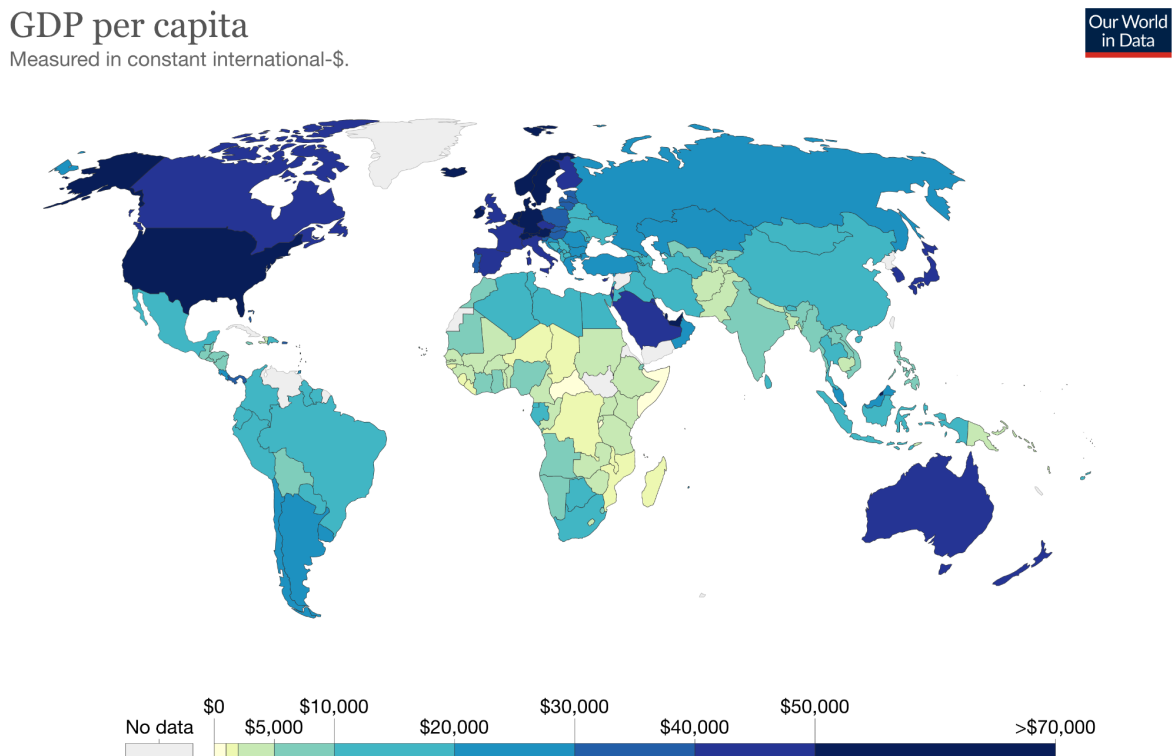 GDP per capita
Measured in constant international-$.
Our World
in Data
$0 $10,000 $30,000 $50,000
No data $5,000 $20,000 $40,000 >$70,000